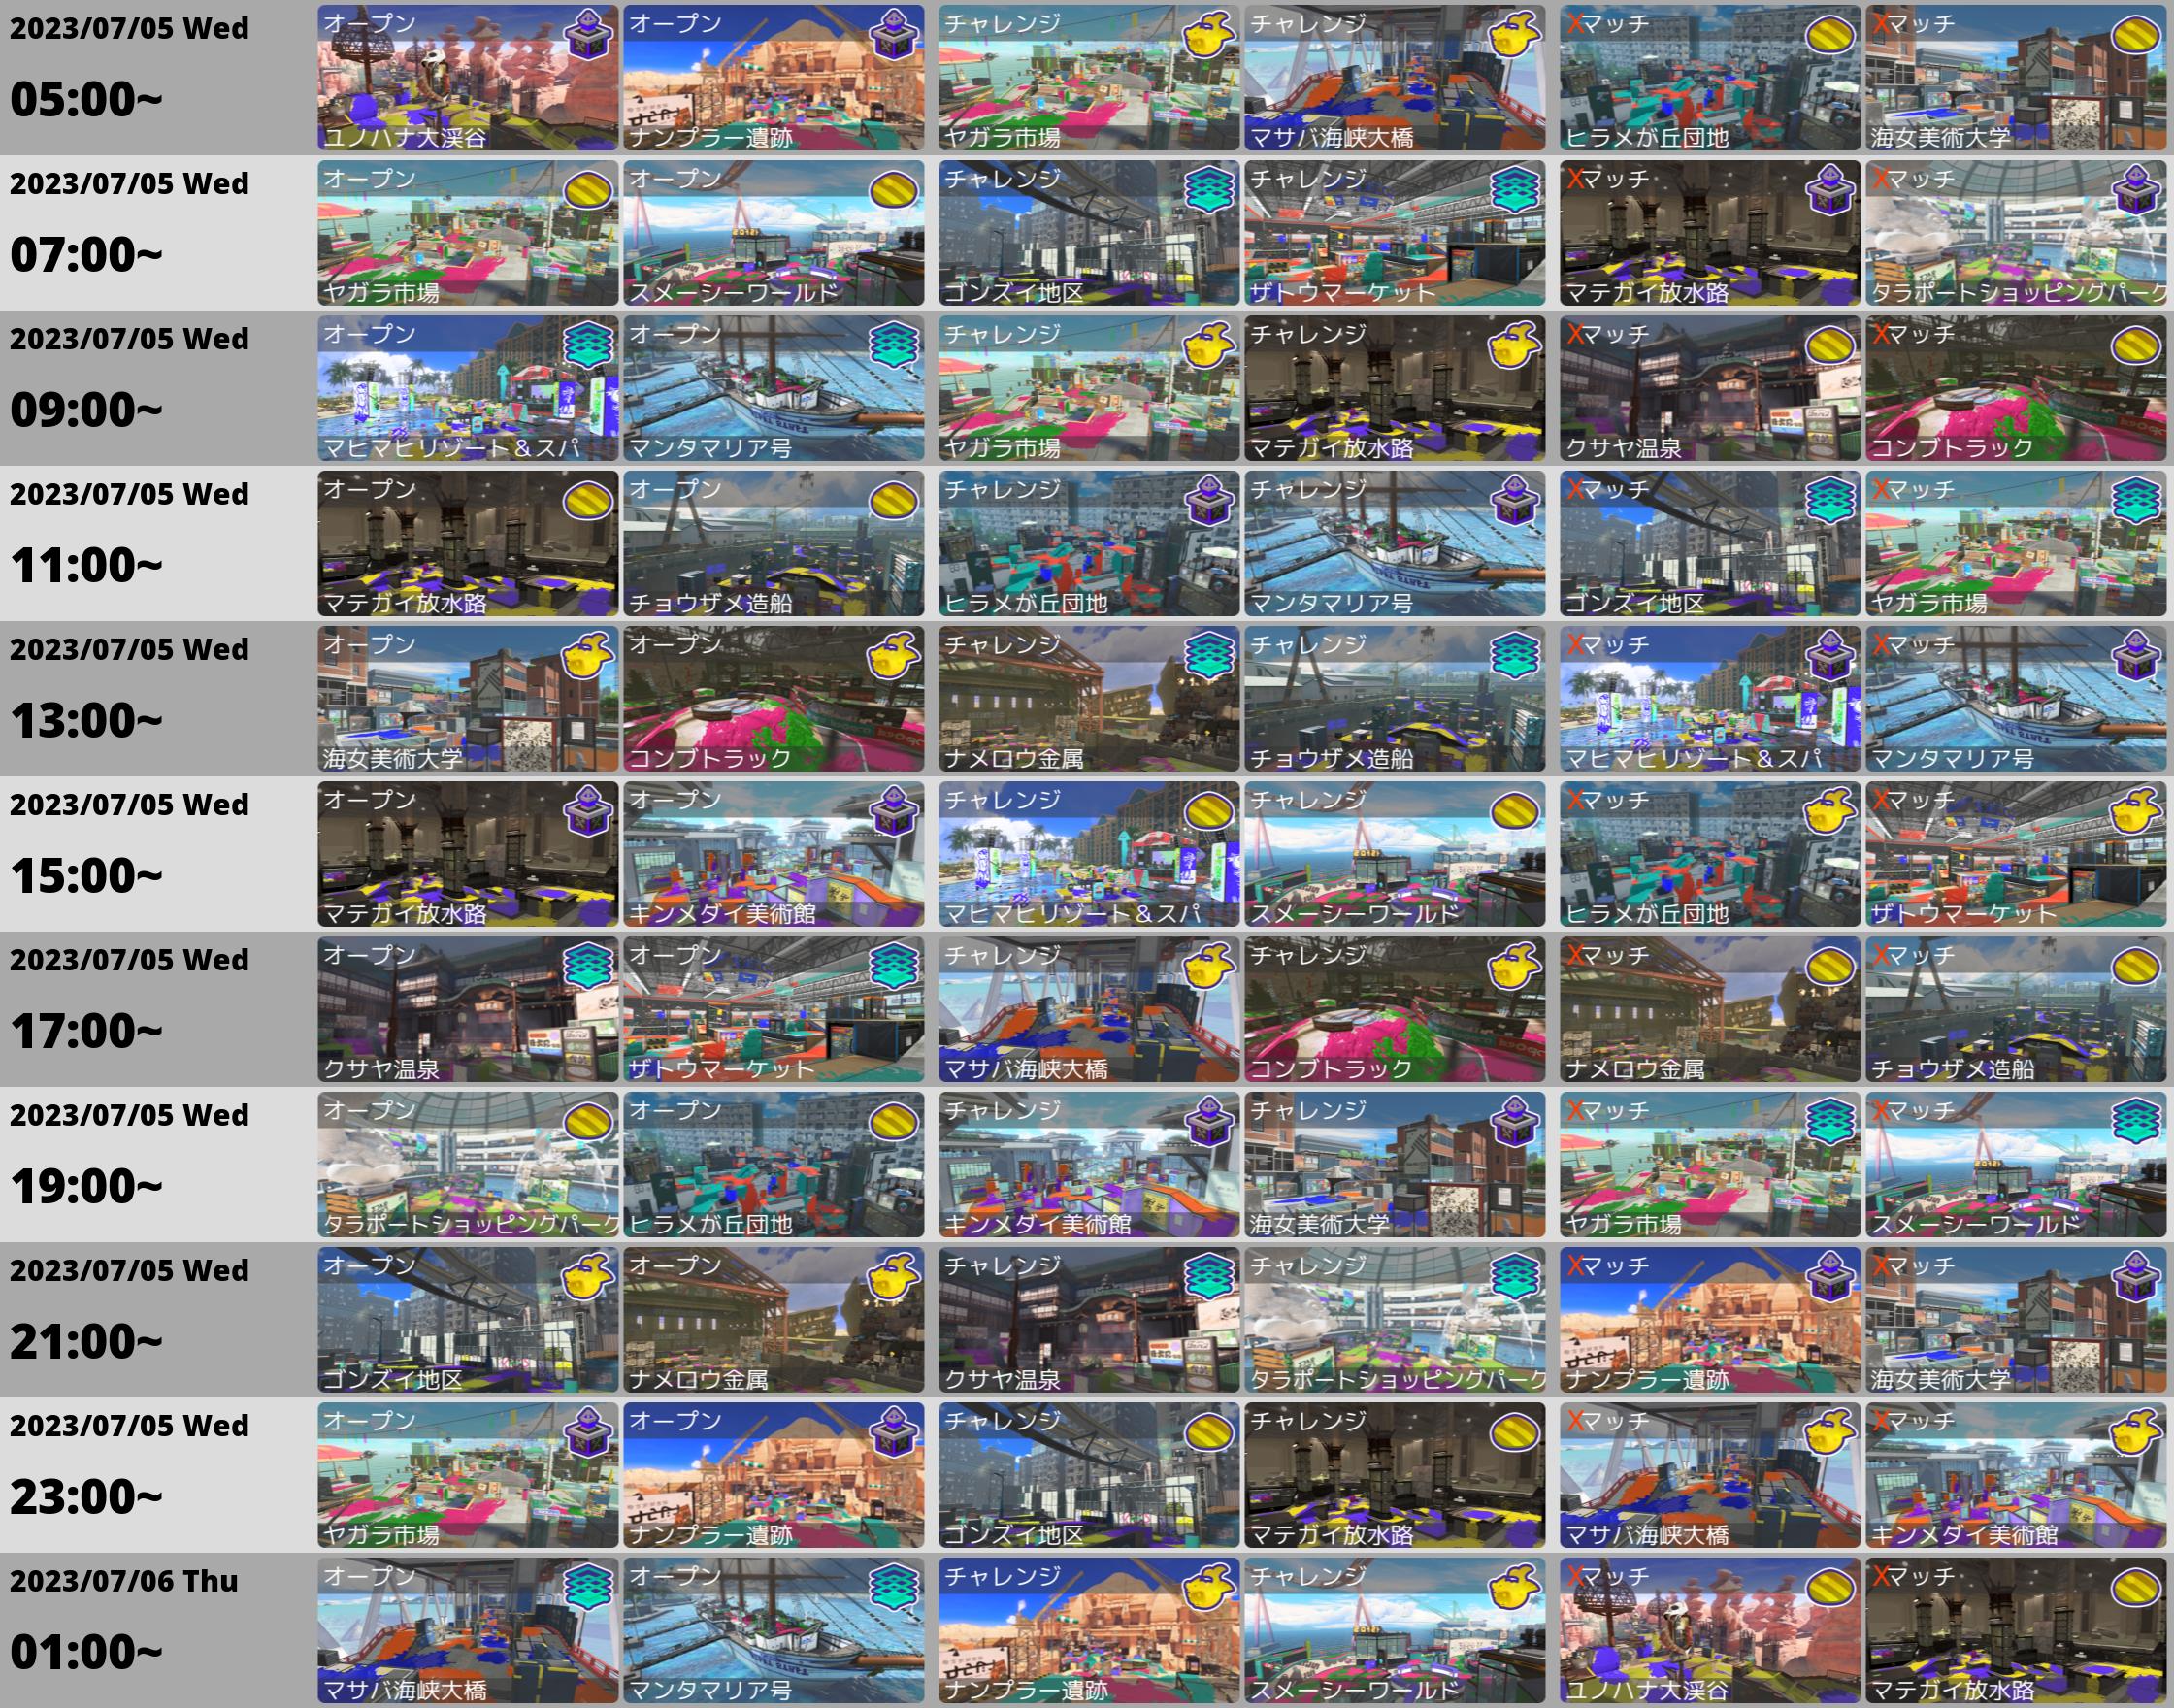 2023/07/05 Wed
05:00~
オープン
ユノハナ大渓谷
オープン
ナンプラー遺跡
チャレンジ
ヤガラ市場
チャレンジ
マサバ海峡大橋
Xマッチ
ヒラメが丘団地
Xマッチ
海女美術大学
2023/07/05 Wed
07:00~
オープン
ヤガラ市場
オープン
スメーシーワールド
チャレンジ
ゴンズイ地区
チャレンジ
ザトウマーケット
Xマッチ
マテガイ放水路
Xマッチ
タラポートショッピングパーク
2023/07/05 Wed
09:00~
オープン
マヒマヒリゾート＆スパ
オープン
マンタマリア号
チャレンジ
ヤガラ市場
チャレンジ
マテガイ放水路
Xマッチ
クサヤ温泉
Xマッチ
コンブトラック
2023/07/05 Wed
11:00~
オープン
マテガイ放水路
オープン
チョウザメ造船
チャレンジ
ヒラメが丘団地
チャレンジ
マンタマリア号
Xマッチ
ゴンズイ地区
Xマッチ
ヤガラ市場
2023/07/05 Wed
13:00~
オープン
海女美術大学
オープン
コンブトラック
チャレンジ
ナメロウ金属
チャレンジ
チョウザメ造船
Xマッチ
マヒマヒリゾート＆スパ
Xマッチ
マンタマリア号
2023/07/05 Wed
15:00~
オープン
マテガイ放水路
オープン
キンメダイ美術館
チャレンジ
マヒマヒリゾート＆スパ
チャレンジ
スメーシーワールド
Xマッチ
ヒラメが丘団地
Xマッチ
ザトウマーケット
2023/07/05 Wed
17:00~
オープン
クサヤ温泉
オープン
ザトウマーケット
チャレンジ
マサバ海峡大橋
チャレンジ
コンブトラック
Xマッチ
ナメロウ金属
Xマッチ
チョウザメ造船
2023/07/05 Wed
19:00~
オープン
タラポートショッピングパーク
オープン
ヒラメが丘団地
チャレンジ
キンメダイ美術館
チャレンジ
海女美術大学
Xマッチ
ヤガラ市場
Xマッチ
スメーシーワールド
2023/07/05 Wed
21:00~
オープン
ゴンズイ地区
オープン
ナメロウ金属
チャレンジ
クサヤ温泉
チャレンジ
タラポートショッピングパーク
Xマッチ
ナンプラー遺跡
Xマッチ
海女美術大学
2023/07/05 Wed
23:00~
オープン
ヤガラ市場
オープン
ナンプラー遺跡
チャレンジ
ゴンズイ地区
チャレンジ
マテガイ放水路
Xマッチ
マサバ海峡大橋
Xマッチ
キンメダイ美術館
2023/07/06 Thu
01:00~
オープン
マサバ海峡大橋
オープン
マンタマリア号
チャレンジ
ナンプラー遺跡
チャレンジ
スメーシーワールド
Xマッチ
ユノハナ大渓谷
Xマッチ
マテガイ放水路